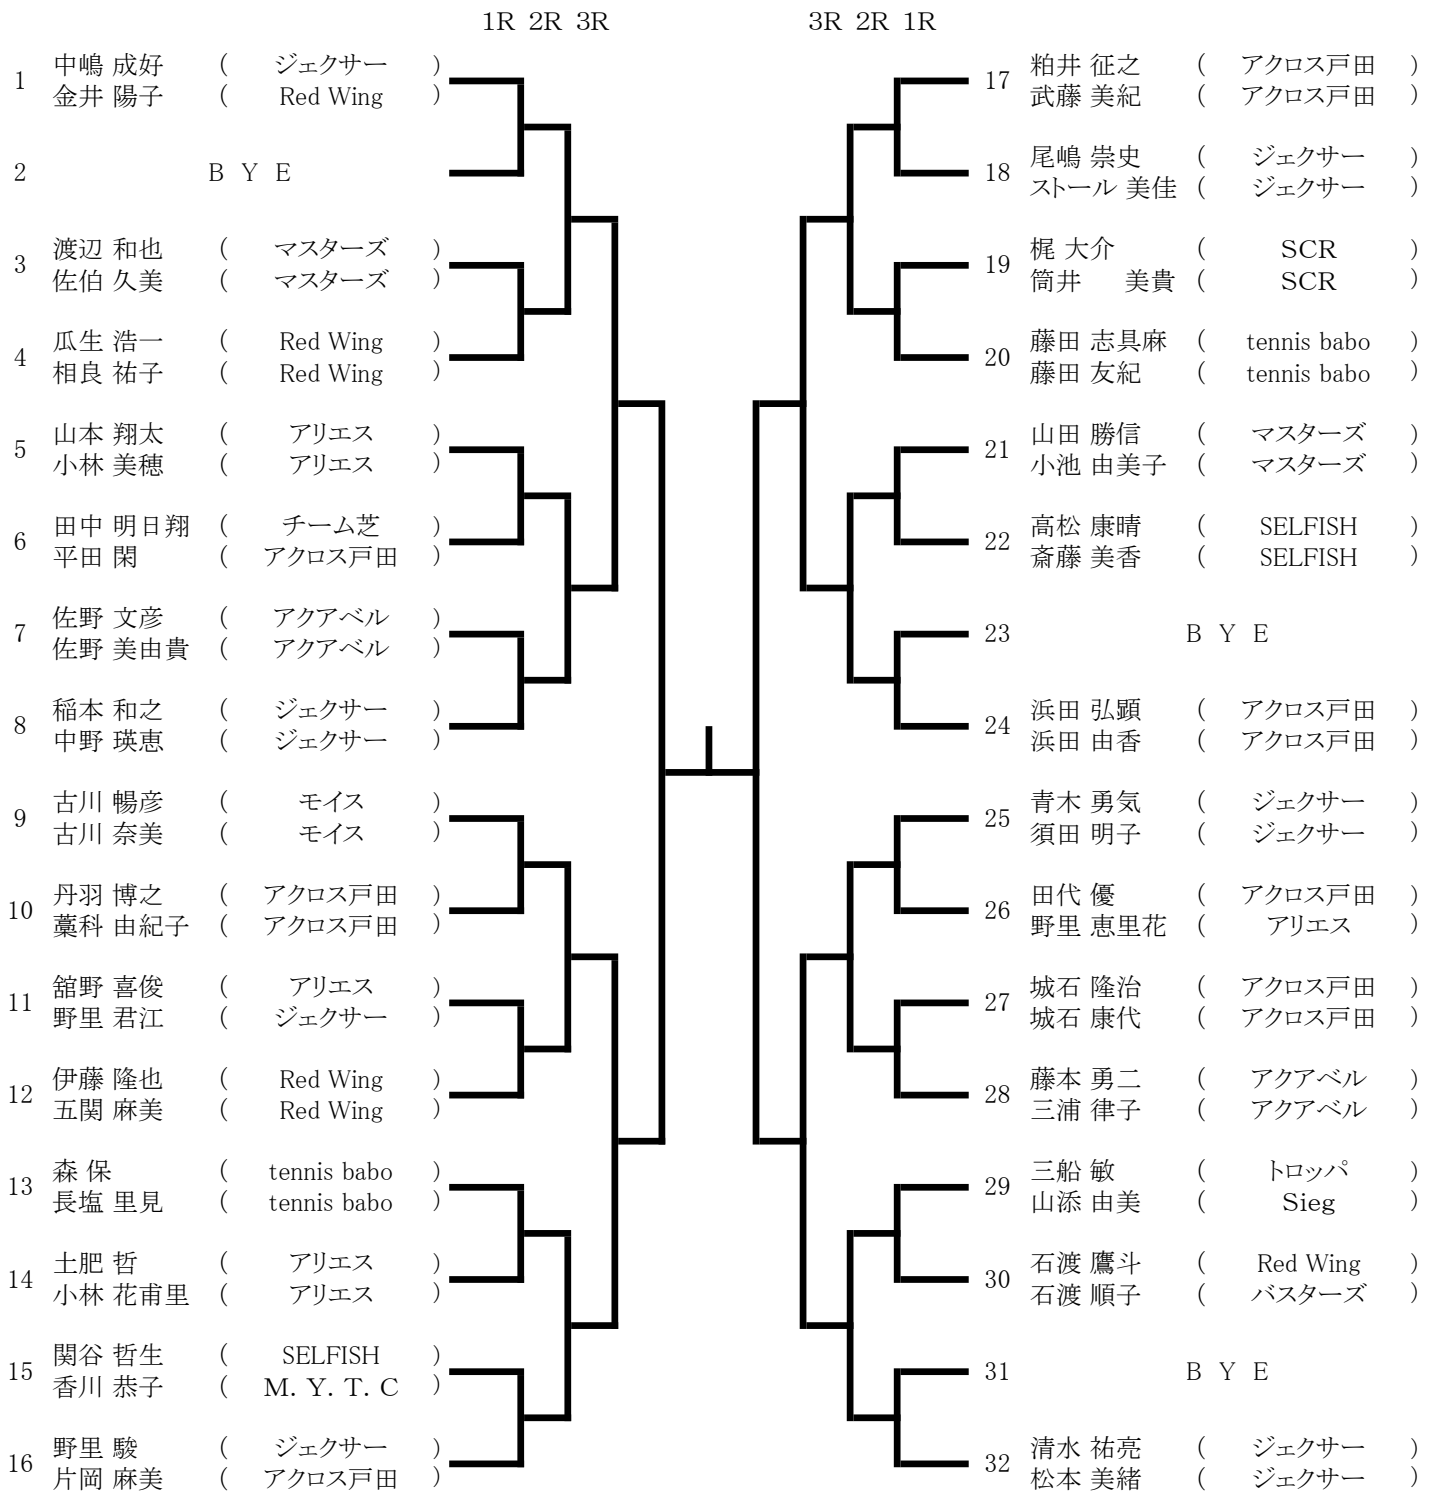 1R 2R 3R
1 中嶋 成好 ( ジェクサー )
金井 陽子 ( Red Wing )
2 B Y E
3 渡辺 和也 ( マスターズ )
佐伯 久美 ( マスターズ )
4 瓜生 浩一 ( Red Wing )
相良 祐子 ( Red Wing )
5 山本 翔太 ( アリエス )
小林 美穂 ( アリエス )
6 田中 明日翔 ( チーム芝 )
平田 閑 ( アクロス戸田 )
7 佐野 文彦 ( アクアベル )
佐野 美由貴 ( アクアベル )
8 稲本 和之 ( ジェクサー )
中野 瑛恵 ( ジェクサー )
9 古川 暢彦 ( モイス )
古川 奈美 ( モイス )
10 丹羽 博之 ( アクロス戸田 )
藁科 由紀子 ( アクロス戸田 )
11 舘野 喜俊 ( アリエス )
野里 君江 ( ジェクサー )
12 伊藤 隆也 ( Red Wing )
五関 麻美 ( Red Wing )
13 森 保 ( tennis babo )
長塩 里見 ( tennis babo )
14 土肥 哲 ( アリエス )
小林 花甫里 ( アリエス )
15 関谷 哲生 ( SELFISH )
香川 恭子 ( M. Y. T. C )
16 野里 駿 ( ジェクサー )
片岡 麻美 ( アクロス戸田 )
3R 2R 1R
17 粕井 征之 ( アクロス戸田 )
武藤 美紀 ( アクロス戸田 )
18 尾嶋 崇史 ( ジェクサー )
ストール 美佳 ( ジェクサー )
19 梶 大介 ( SCR )
筒井 美貴 ( SCR )
20 藤田 志具麻 ( tennis babo )
藤田 友紀 ( tennis babo )
21 山田 勝信 ( マスターズ )
小池 由美子 ( マスターズ )
22 高松 康晴 ( SELFISH )
斎藤 美香 ( SELFISH )
23 B Y E
24 浜田 弘顕 ( アクロス戸田 )
浜田 由香 ( アクロス戸田 )
25 青木 勇気 ( ジェクサー )
須田 明子 ( ジェクサー )
26 田代 優 ( アクロス戸田 )
野里 恵里花 ( アリエス )
27 城石 隆治 ( アクロス戸田 )
城石 康代 ( アクロス戸田 )
28 藤本 勇二 ( アクアベル )
三浦 律子 ( アクアベル )
29 三船 敏 ( トロッパ )
山添 由美 ( Sieg )
30 石渡 鷹斗 ( Red Wing )
石渡 順子 ( バスターズ )
31 B Y E
32 清水 祐亮 ( ジェクサー )
松本 美緒 ( ジェクサー )